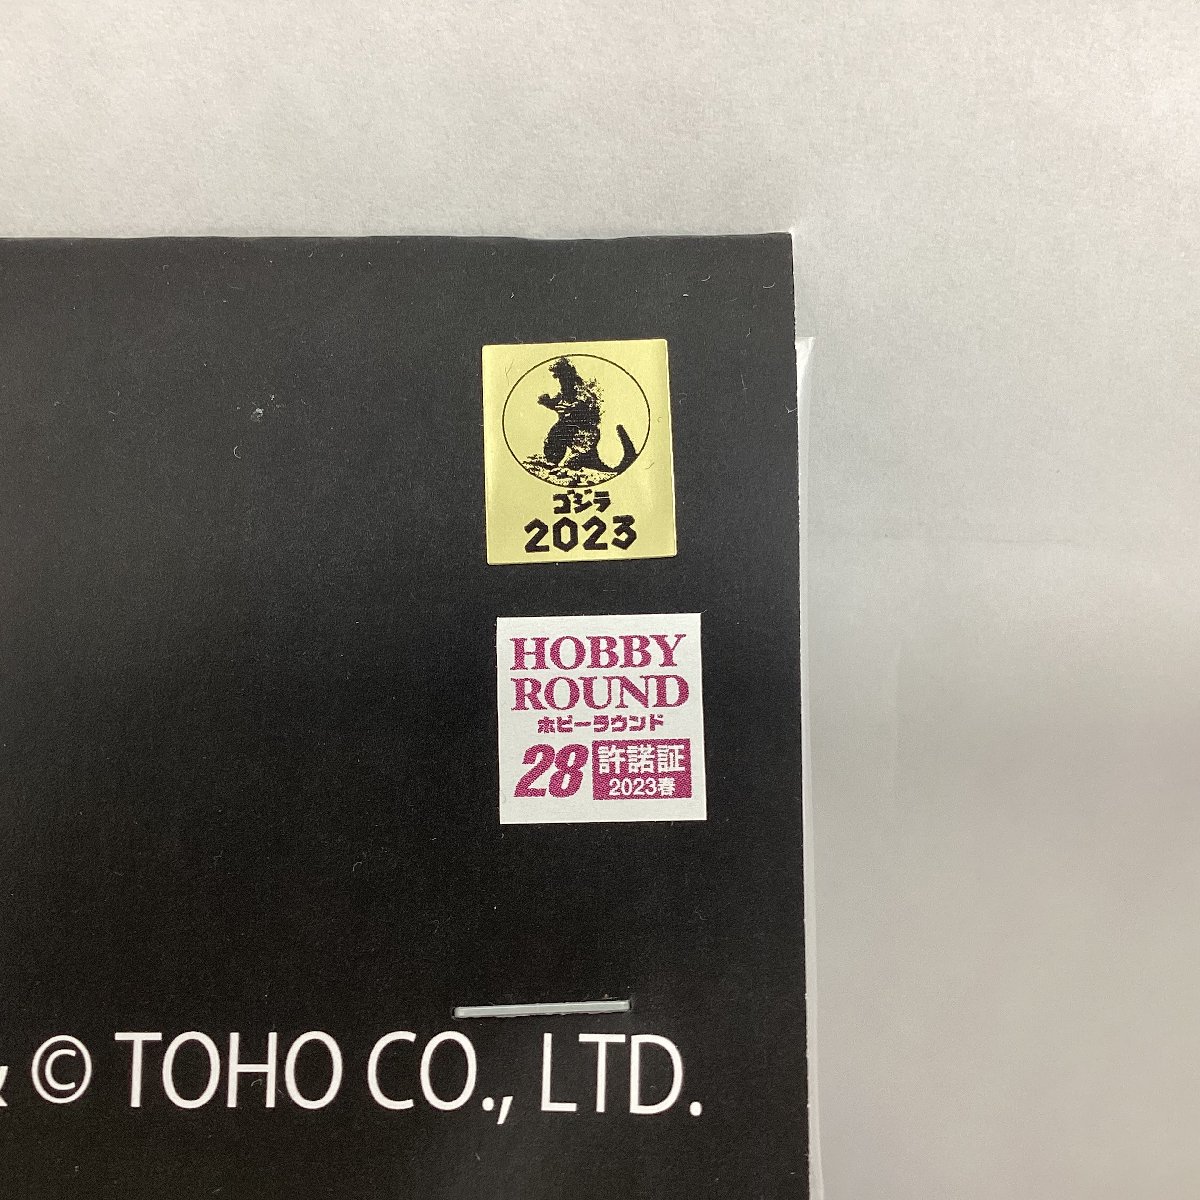 ゴジラ
2023
HOBBY
ROUND
ホビーラウンド
28 許諾証
2023春
& © TOHO CO., LTD.